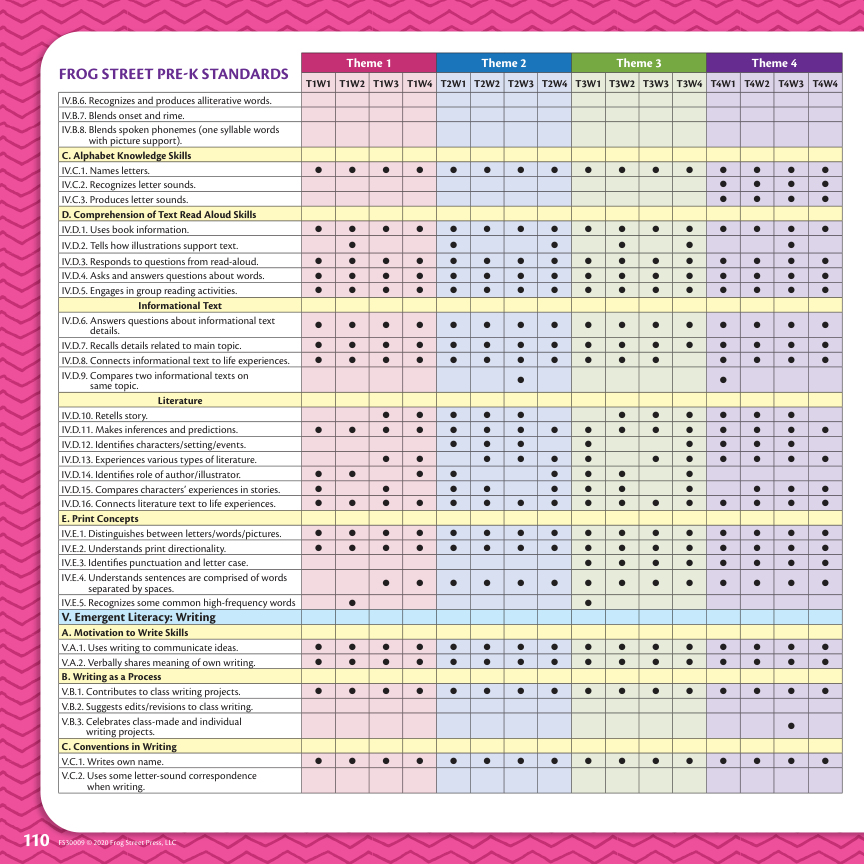 Theme 1 Theme 2 Theme 3 Theme 4
FROG STREET PRE-K STANDARDS
T1W1 T1W2 T1W3 T1W4 T2W1 T2W2 T2W3 T2W4 T3W1 T3W2 T3W3 T3W4 T4W1 T4W2 T4W3 T4W4
IV.B.6. Recognizes and produces alliterative words.
IV.B.7. Blends onset and rime.
IV.B.8. Blends spoken phonemes (one syllable words
with picture support).
C. Alphabet Knowledge Skills
IV.C.1. Names letters.
IV.C.2. Recognizes letter sounds.
IV.C.3. Produces letter sounds.
D. Comprehension of Text Read Aloud Skills
IV.D.1. Uses book information.
IV.D.2. Tells how illustrations support text.
IV.D.3. Responds to questions from read-aloud.
IV.D.4. Asks and answers questions about words.
IV.D.5. Engages in group reading activities.
Informational Text
IV.D.6. Answers questions about informational text
details.
IV.D.7. Recalls details related to main topic.
IV.D.8. Connects informational text to life experiences.
IV.D.9. Compares two informational texts on
same topic.
Literature
IV.D.10. Retells story.
IV.D.11. Makes inferences and predictions.
IV.D.12. Identifies characters/setting/events.
IV.D.13. Experiences various types of literature.
IV.D.14. Identifies role of author/illustrator.
IV.D.15. Compares characters' experiences in stories.
IV.D.16. Connects literature text to life experiences.
E. Print Concepts
IV.E.1. Distinguishes between letters/words/pictures.
IV.E.2. Understands print directionality.
IV.E.3. Identifies punctuation and letter case.
IV.E.4. Understands sentences are comprised of words
separated by spaces.
IV.E.5. Recognizes some common high-frequency words
V. Emergent Literacy: Writing
A. Motivation to Write Skills
V.A.1. Uses writing to communicate ideas.
V.A.2. Verbally shares meaning of own writing.
B. Writing as a Process
V.B.1. Contributes to class writing projects.
V.B.2. Suggests edits/revisions to class writing.
V.B.3. Celebrates class-made and individual
writing projects.
C. Conventions in Writing
V.C.1. Writes own name.
V.C.2. Uses some letter-sound correspondence
when writing.
110 FS30009 © 2020 Frog Street Press, LLC